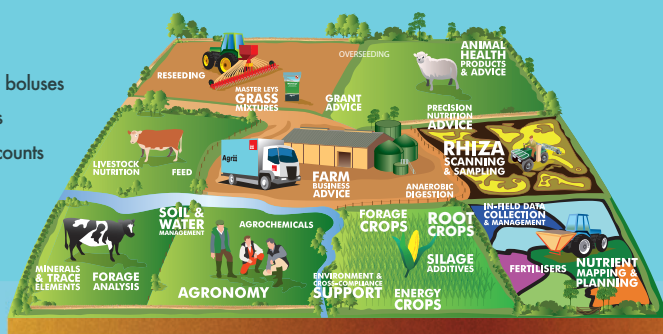 boluses
s
counts
RESEEDING
MASTER LEYS
GRASS
MIXTURES
OVERSEEDING
GRANT
ADVICE
ANIMAL
HEALTH
PRODUCTS
& ADVICE
PRECISION
NUTRITION
ADVICE
LIVESTOCK
NUTRITION
FEED
Agrii
FARM
BUSINESS
ADVICE
ANAEROBIC
DIGESTION
RHIZA
SCANNING
& SAMPLING
SOIL &
WATER
MANAGEMENT
AGROCHEMICALS
MINERALS
& TRACE
ELEMENTS
FORAGE
ANALYSIS
AGRONOMY
FORAGE
CROPS
ROOT
CROPS
SILAGE
ADDITIVES
ENVIRONMENT &
CROSS-COMPLIANCE
SUPPORT
ENERGY
CROPS
IN-FIELD DATA
COLLECTION
& MANAGEMENT
FERTILISERS
NUTRIENT
MAPPING &
PLANNING